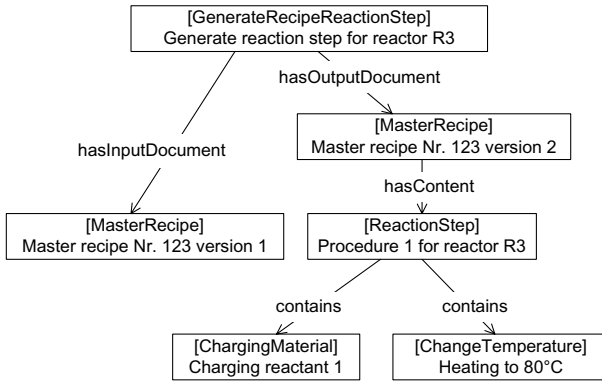 [GenerateRecipeReactionStep]
Generate reaction step for reactor R3
hasOutputDocument
[MasterRecipe]
Master recipe Nr. 123 version 2
hasInputDocument
hasContent
[MasterRecipe]
Master recipe Nr. 123 version 1
[ReactionStep]
Procedure 1 for reactor R3
contains
contains
[ChargingMaterial]
Charging reactant 1
[ChangeTemperature]
Heating to 80°C